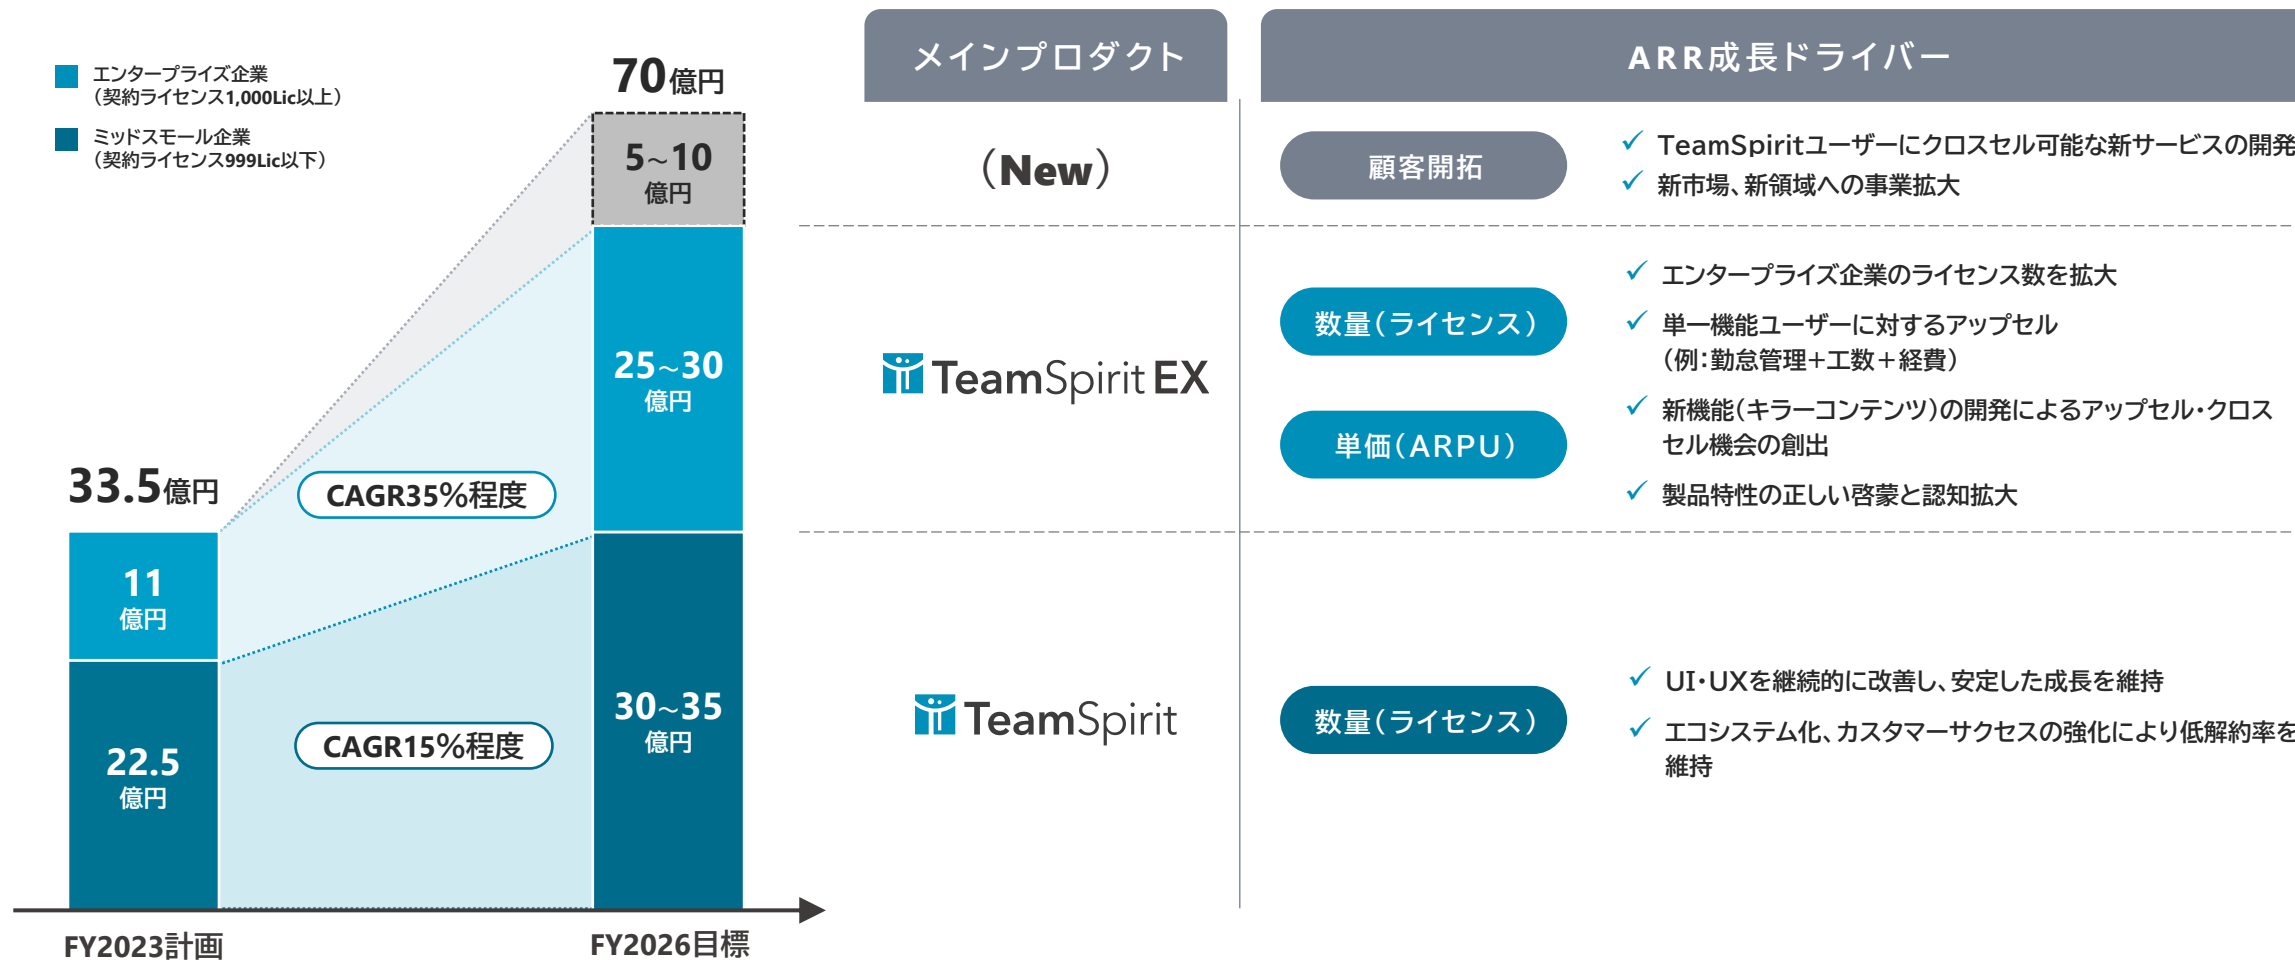 エンタープライズ企業
（契約ライセンス1,000Lic以上）
ミッドスモール企業
（契約ライセンス999Lic以下）
33.5億円
11
億円
22.5
億円
FY2023計画
CAGR35%程度
CAGR15%程度
70億円
5~10
億円
25~30
億円
30~35
億円
FY2026目標
メインプロダクト
ARR成長ドライバー
（New）
顧客開拓
✓ TeamSpiritユーザーにクロスセル可能な新サービスの開発
✓ 新市場、新領域への事業拡大
TeamSpirit EX
数量（ライセンス）
単価（ARPU）
✓ エンタープライズ企業のライセンス数を拡大
✓ 単一機能ユーザーに対するアップセル
（例：勤怠管理＋工数＋経費）
✓ 新機能（キラーコンテンツ）の開発によるアップセル・クロス
セル機会の創出
✓ 製品特性の正しい啓蒙と認知拡大
TeamSpirit
数量（ライセンス）
✓ UI・UXを継続的に改善し、安定した成長を維持
✓ エコシステム化、カスタマーサクセスの強化により低解約率を
維持